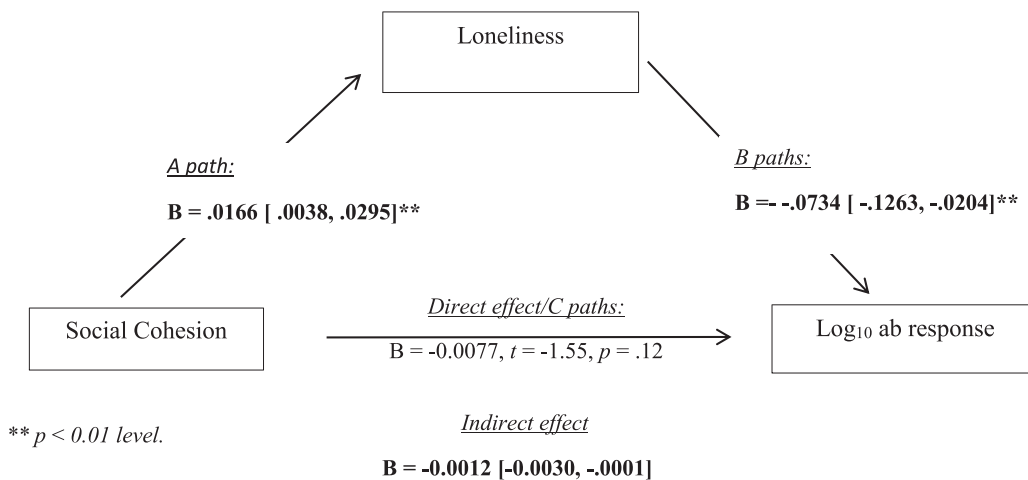 Loneliness
A path:
B = .0166 [ .0038, .0295]**
B paths:
B =- -.0734 [ -.1263, -.0204]**
Social Cohesion
Direct effect/C paths:
B = -0.0077, t = -1.55, p = .12
Log₁₀ ab response
** p < 0.01 level.
Indirect effect
B = -0.0012 [-0.0030, -.0001]